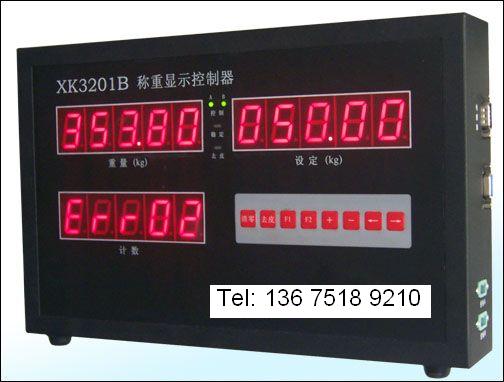 XK3201B 称重显示控制器
A B
控制
稳定
去皮
353.80
重量 (kg)
050.00
设定 (kg)
Err02
计数
清零 去皮 F1 F2 + - ← →
Tel: 136 7518 9210